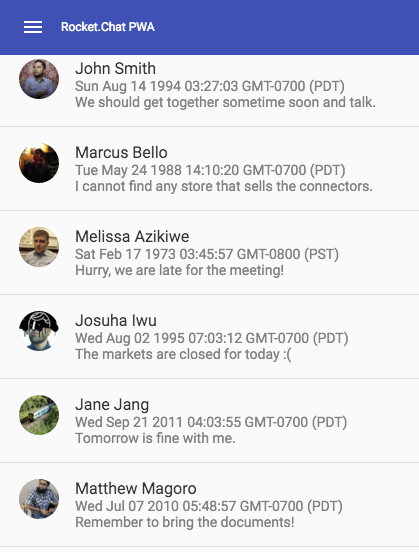 Rocket.Chat PWA
John Smith
Sun Aug 14 1994 03:27:03 GMT-0700 (PDT)
We should get together sometime soon and talk.
Marcus Bello
Tue May 24 1988 14:10:20 GMT-0700 (PDT)
I cannot find any store that sells the connectors.
Melissa Azikiwe
Sat Feb 17 1973 03:45:57 GMT-0800 (PST)
Hurry, we are late for the meeting!
Josuha Iwu
Wed Aug 02 1995 07:03:12 GMT-0700 (PDT)
The markets are closed for today :(
Jane Jang
Wed Sep 21 2011 04:03:55 GMT-0700 (PDT)
Tomorrow is fine with me.
Matthew Magoro
Wed Jul 07 2010 05:48:57 GMT-0700 (PDT)
Remember to bring the documents!